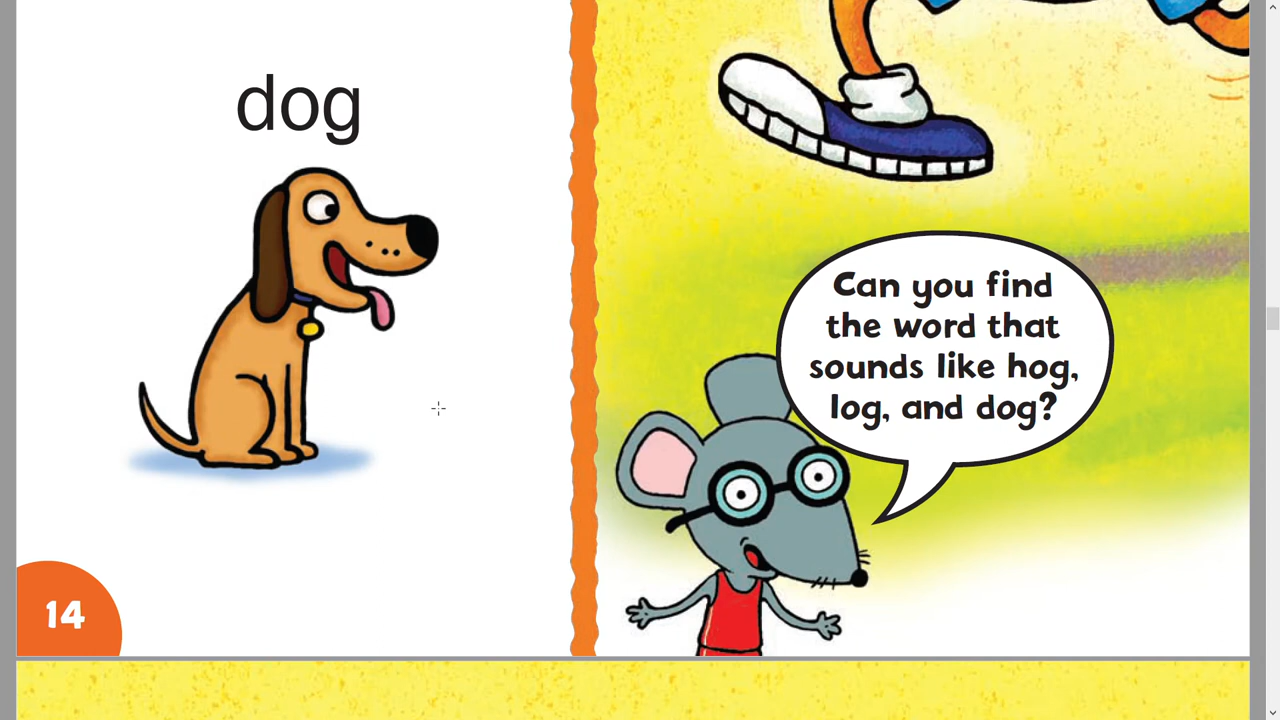 dog
14
Can you find
the word that
sounds like hog,
log, and dog?